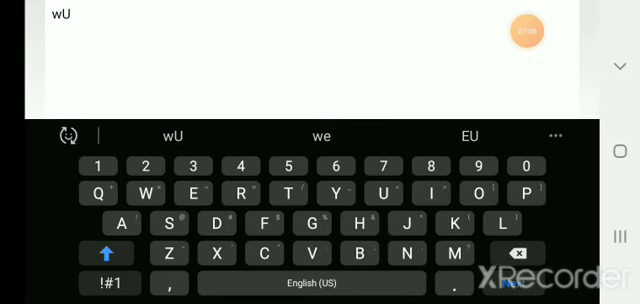 wU
07:06
wU we EU ...
1 2 3 4 5 6 7 8 9 0
Q W E R T Y U I O P
A S D F G H J K L
Z X C V B N M
!#1 , English (US) . Next
XRecorder